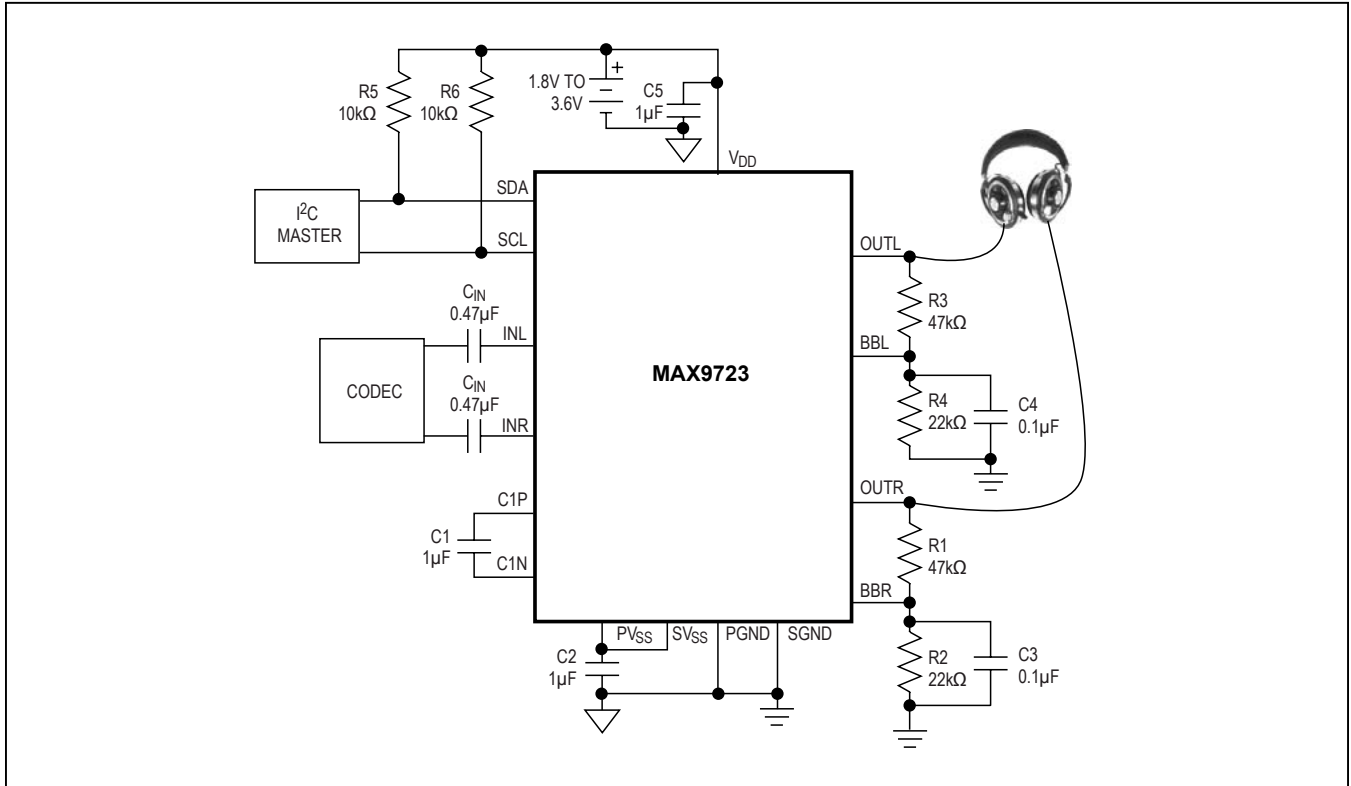 R5
10kΩ
R6
10kΩ
1.8V TO
3.6V
+
C5
1µF
VDD
I2C
MASTER
SDA
SCL
CODEC
CIN
0.47µF
INL
CIN
0.47µF
INR
C1
1µF
C1P
C1N
MAX9723
PVSS
SVSS
PGND
SGND
C2
1µF
OUTL
R3
47kΩ
BBL
R4
22kΩ
C4
0.1µF
OUTR
R1
47kΩ
BBR
R2
22kΩ
C3
0.1µF